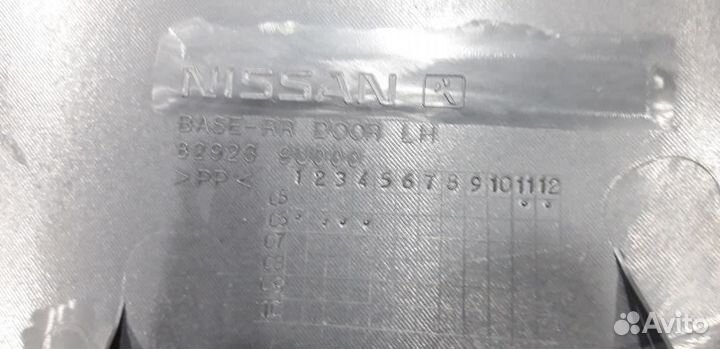 NISSAN
BASE-RR DOOR LH
82923 9U000
>PP< 1 2 3 4 5 6 7 8 9 10 11 12
05
06
07
08
09
10
Avito